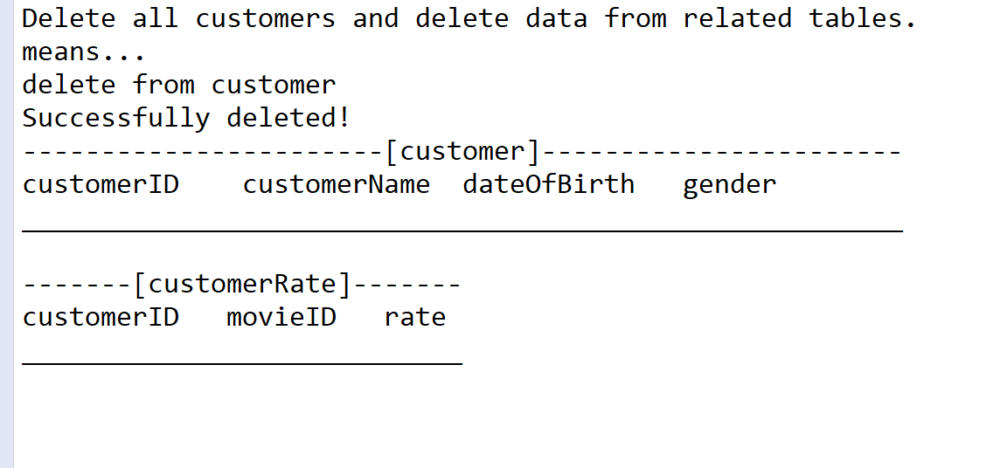 Delete all customers and delete data from related tables.
means...
delete from customer
Successfully deleted!
-----------------------[customer]-----------------------
customerID    customerName  dateOfBirth   gender
________________________________________________________
-------[customerRate]-------
customerID   movieID   rate
____________________________